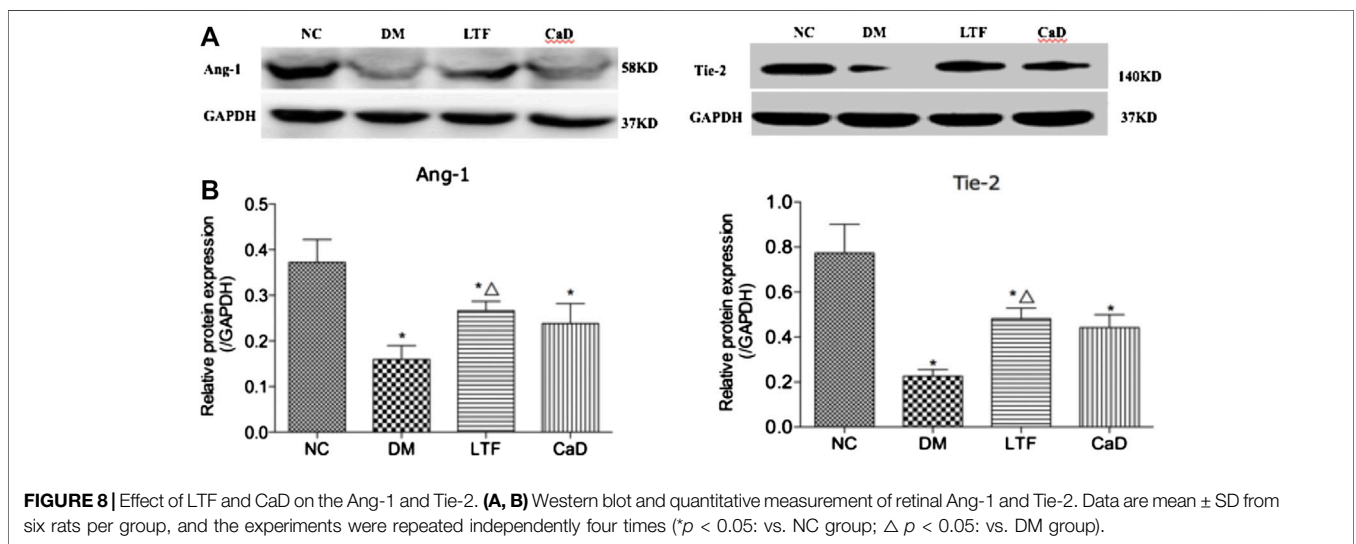 A
NC DM LTF CaD
Ang-1 58KD
GAPDH 37KD
NC DM LTF CaD
Tie-2 140KD
GAPDH 37KD
B
Ang-1
Relative protein expression
(/GAPDH)
0.5
0.4
0.3
0.2
0.1
0.0
* * △ *
NC DM LTF CaD
Tie-2
Relative protein expression
(/GAPDH)
1.0
0.8
0.6
0.4
0.2
0.0
* * △ *
NC DM LTF CaD
FIGURE 8 | Effect of LTF and CaD on the Ang-1 and Tie-2. (A, B) Western blot and quantitative measurement of retinal Ang-1 and Tie-2. Data are mean ± SD from
six rats per group, and the experiments were repeated independently four times (*p < 0.05: vs. NC group; △ p < 0.05: vs. DM group).